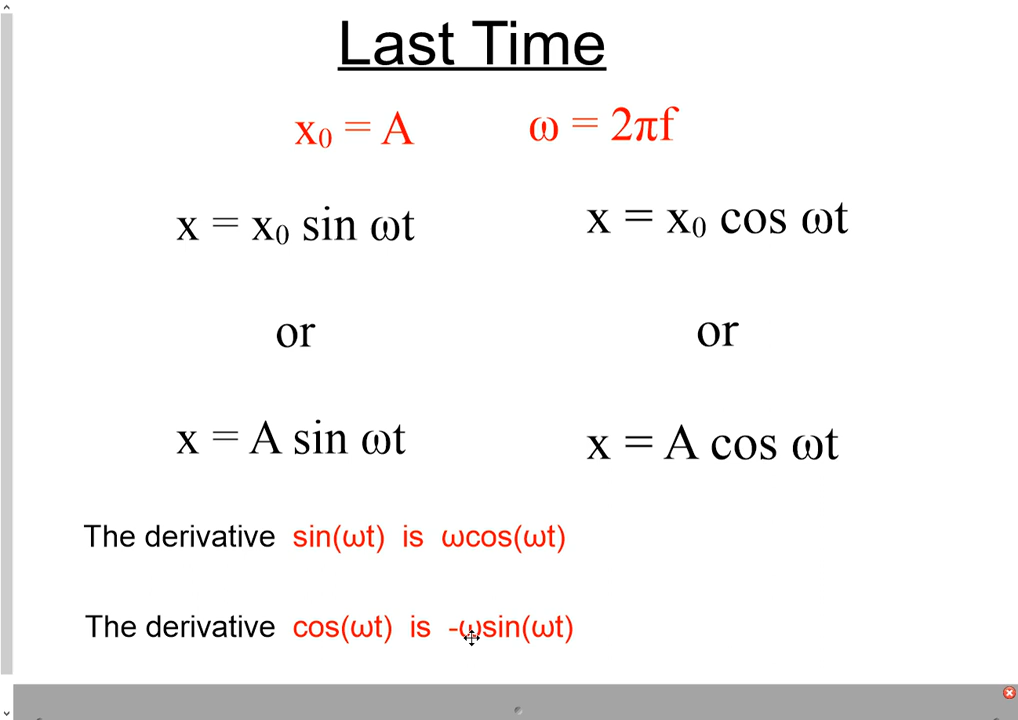 Last Time
x₀ = A
ω = 2πf
x = x₀ sin ωt
x = x₀ cos ωt
or
or
x = A sin ωt
x = A cos ωt
The derivative sin(ωt) is ωcos(ωt)
The derivative cos(ωt) is -ωsin(ωt)